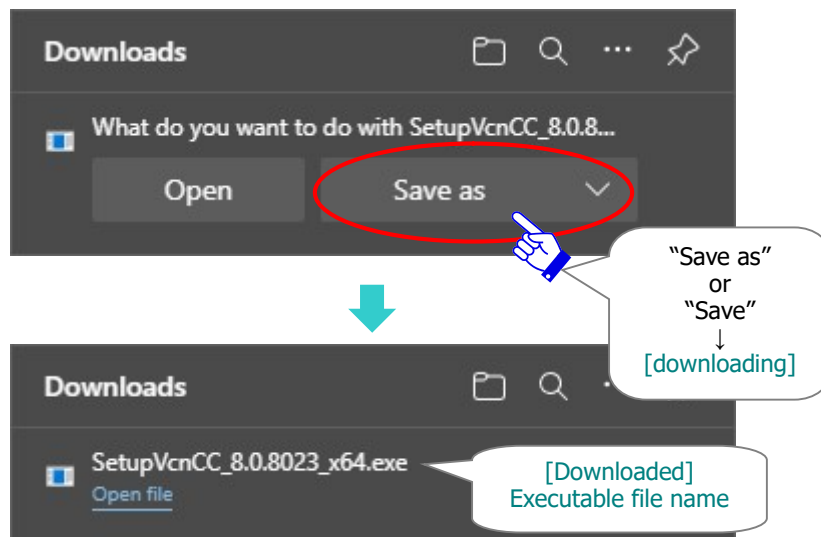 Downloads
What do you want to do with SetupVcnCC_8.0.8...
Open
Save as
“Save as”
or
“Save”
↓
[downloading]
Downloads
SetupVcnCC_8.0.8023_x64.exe
Open file
[Downloaded]
Executable file name